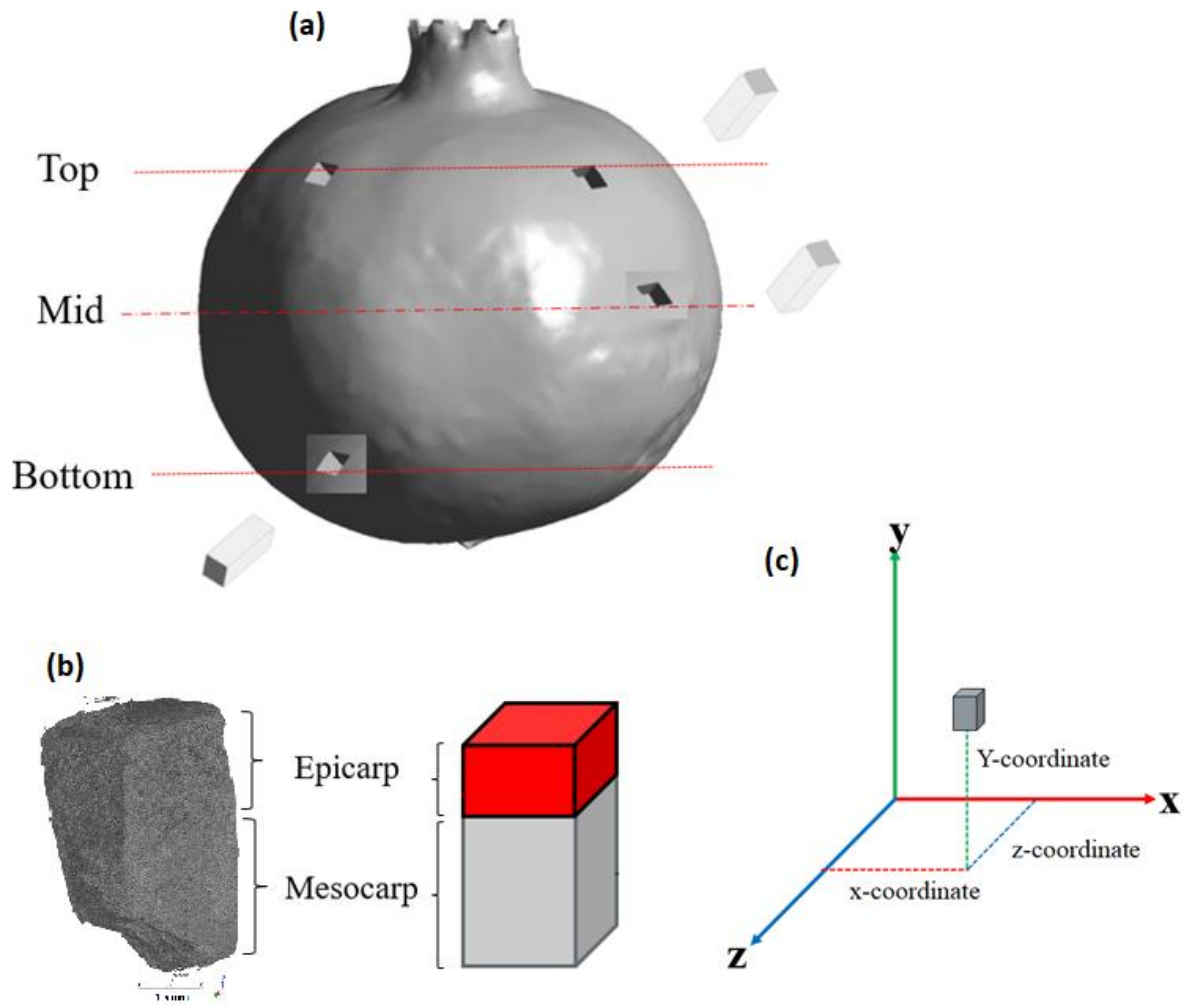 (a)
Top
Mid
Bottom
(b)
Epicarp
Mesocarp
(c)
y
Y-coordinate
x
z-coordinate
x-coordinate
z